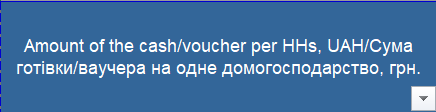 Amount of the cash/voucher per HHs, UAH/Сума
готівки/ваучера на одне домогосподарство, грн.